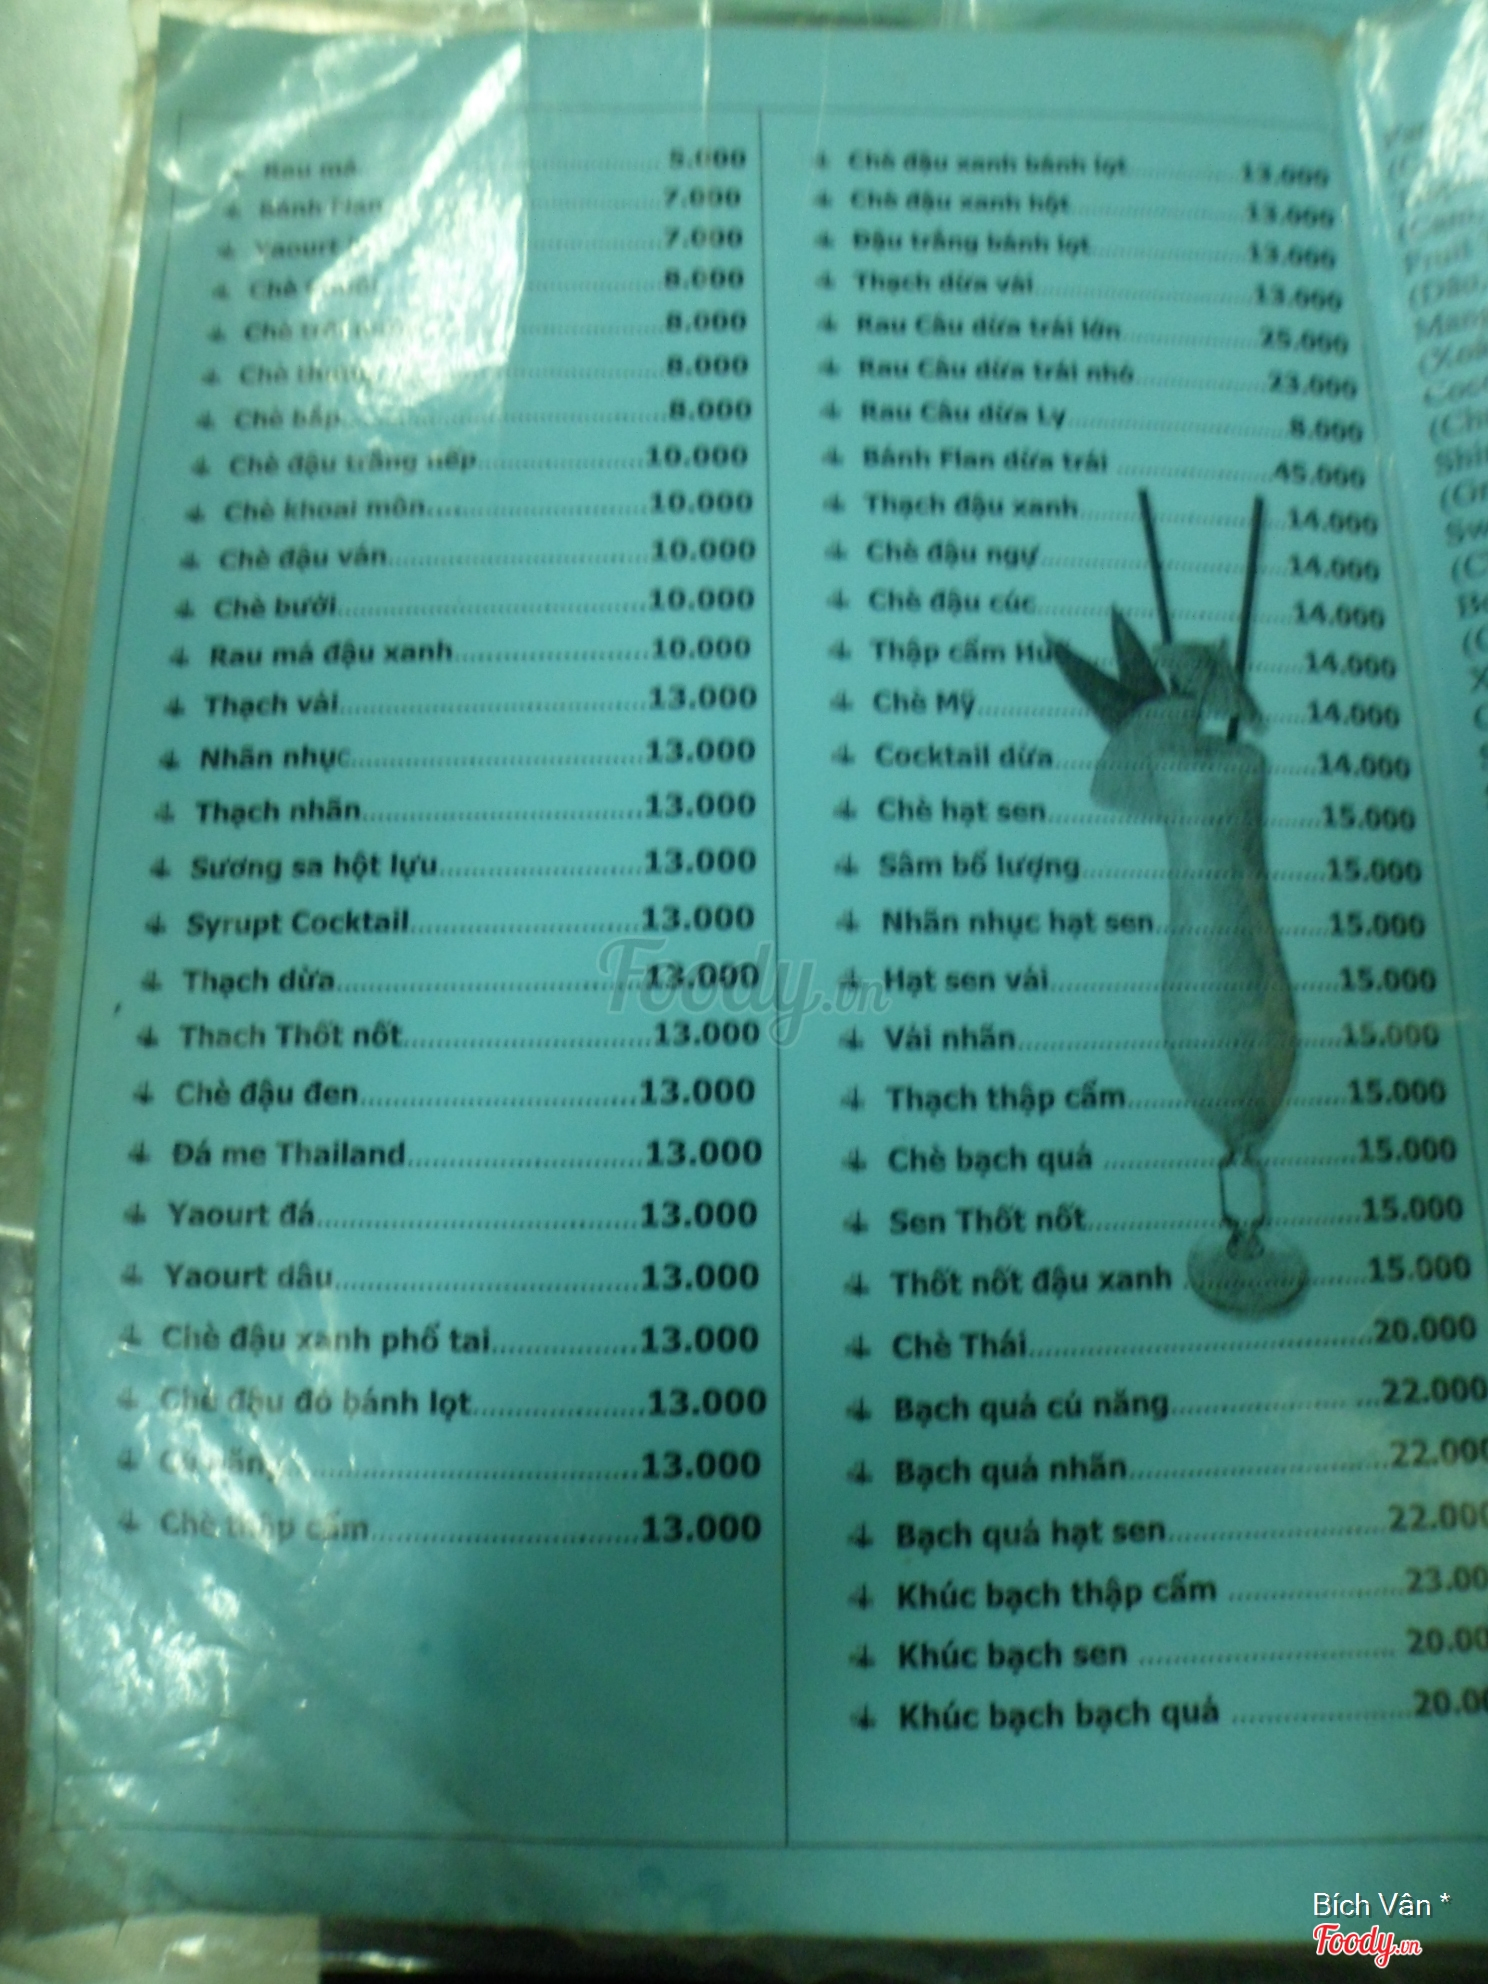 Rau má 5.000
Bánh Flan 7.000
Yaourt 7.000
Chè 8.000
Chè 8.000
Chè 8.000
Chè bắp 8.000
Chè đậu trắng nếp 10.000
Chè khoai môn 10.000
Chè đậu ván 10.000
Chè bưởi 10.000
Rau má đậu xanh 10.000
Thạch vải 13.000
Nhãn nhục 13.000
Thạch nhãn 13.000
Sương sa hột lựu 13.000
Syrupt Cocktail 13.000
Thạch dừa 13.000
Thach Thốt nốt 13.000
Chè đậu đen 13.000
Đá me Thailand 13.000
Yaourt đá 13.000
Yaourt dâu 13.000
Chè đậu xanh phổ tai 13.000
Chè đậu đỏ bánh lọt 13.000
Củ năng 13.000
Chè thập cẩm 13.000
Chè đậu xanh bánh lọt 13.000
Chè đậu xanh hột 13.000
Đậu trắng bánh lọt 13.000
Thạch dừa vải 13.000
Rau Câu dừa trái lớn 25.000
Rau Câu dừa trái nhỏ 23.000
Rau Câu dừa Ly 8.000
Bánh Flan dừa trái 45.000
Thạch đậu xanh 14.000
Chè đậu ngự 14.000
Chè đậu cúc 14.000
Thập cẩm Huế 14.000
Chè Mỹ 14.000
Cocktail dừa 14.000
Chè hạt sen 15.000
Sâm bổ lượng 15.000
Nhãn nhục hạt sen 15.000
Hạt sen vải 15.000
Vải nhãn 15.000
Thạch thập cẩm 15.000
Chè bạch quả 15.000
Sen Thốt nốt 15.000
Thốt nốt đậu xanh 15.000
Chè Thái 20.000
Bạch quả củ năng 22.000
Bạch quả nhãn 22.000
Bạch quả hạt sen 22.000
Khúc bạch thập cẩm 23.00
Khúc bạch sen 20.00
Khúc bạch bạch quả 20.00
Foody.vn
Bích Vân *
Foody.vn